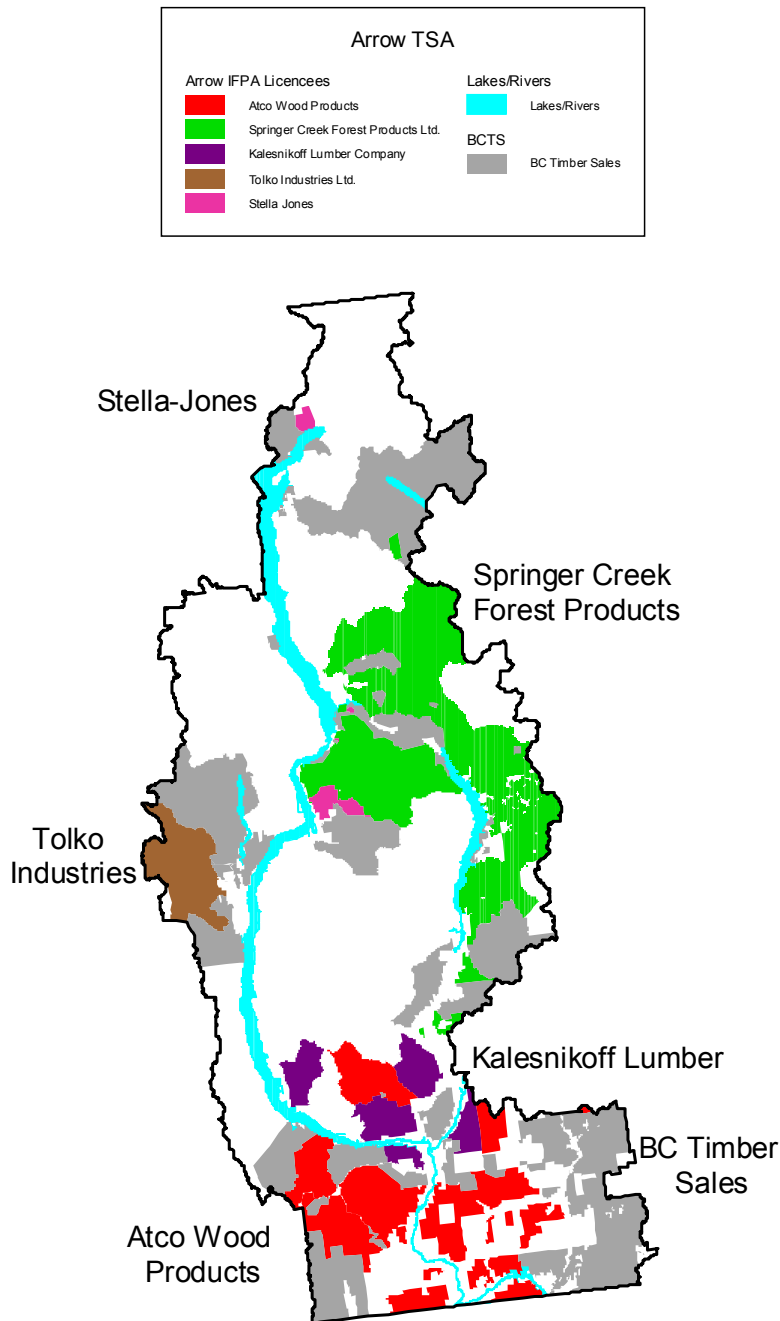 Arrow TSA
Arrow IFPA Licencees
Atco Wood Products
Springer Creek Forest Products Ltd.
Kalesnikoff Lumber Company
Tolko Industries Ltd.
Stella Jones
Lakes/Rivers
Lakes/Rivers
BCTS
BC Timber Sales
Stella-Jones
Springer Creek
Forest Products
Tolko
Industries
Kalesnikoff Lumber
BC Timber
Sales
Atco Wood
Products